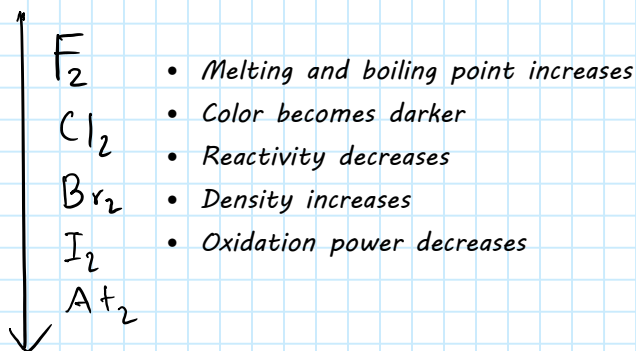 F₂
• Melting and boiling point increases
• Color becomes darker
Cl₂
• Reactivity decreases
Br₂
• Density increases
I₂
• Oxidation power decreases
At₂